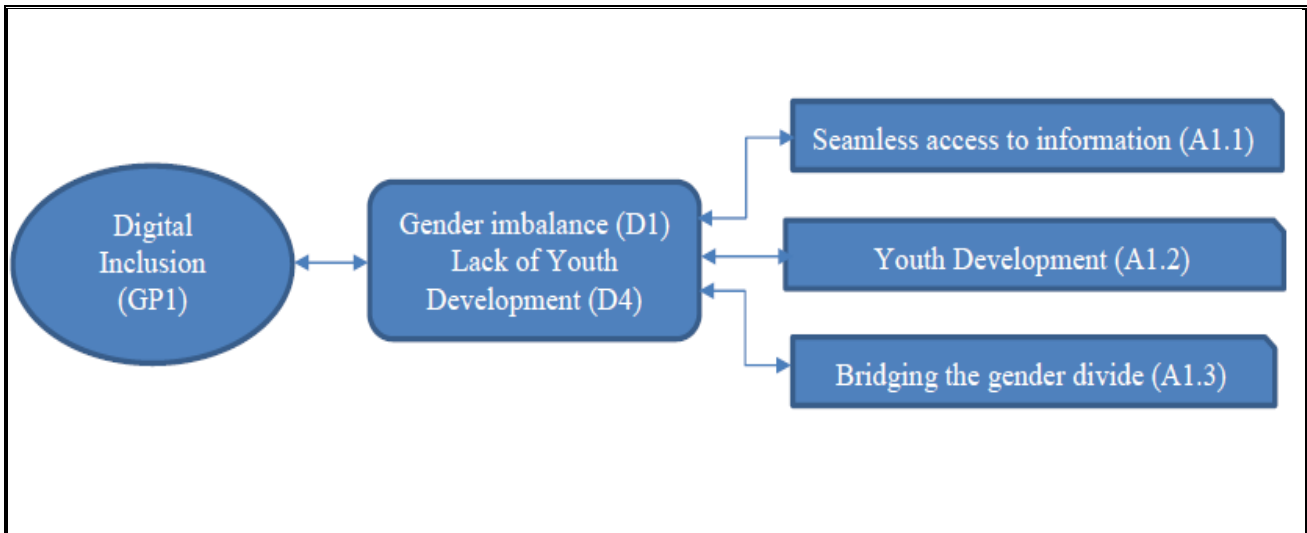 Digital
Inclusion
(GP1)
Gender imbalance (D1)
Lack of Youth
Development (D4)
Seamless access to information (A1.1)
Youth Development (A1.2)
Bridging the gender divide (A1.3)